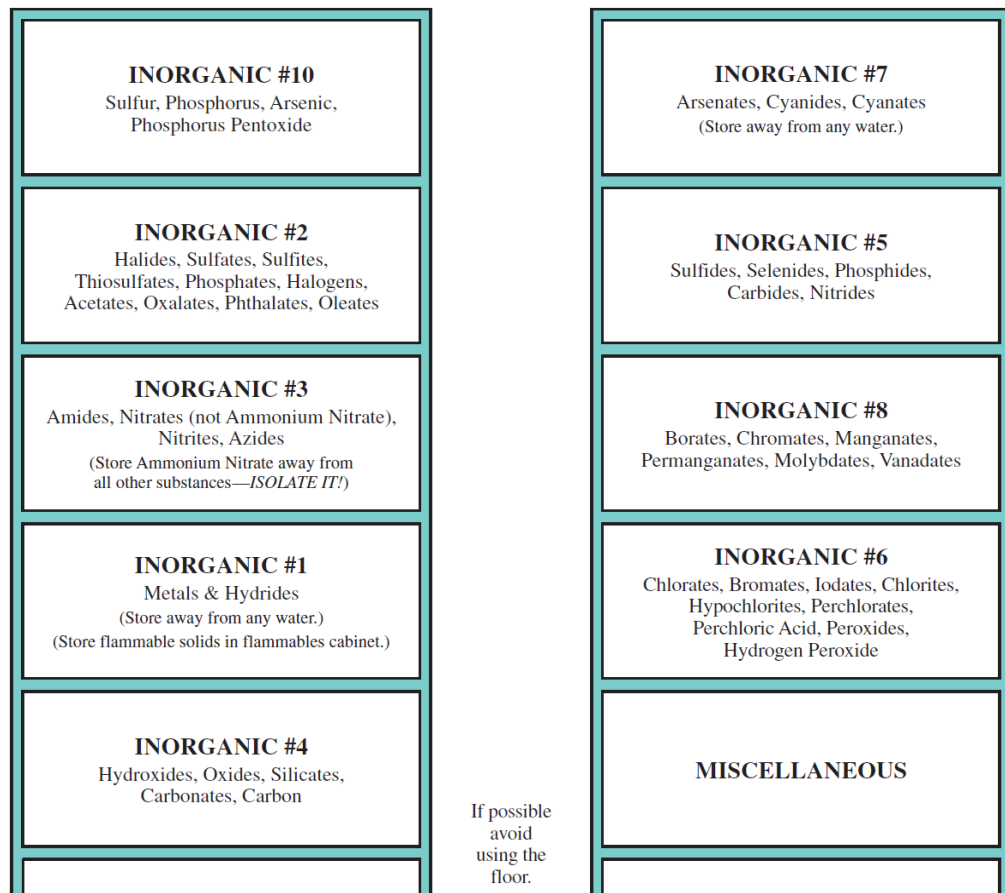 INORGANIC #10
Sulfur, Phosphorus, Arsenic,
Phosphorus Pentoxide
INORGANIC #2
Halides, Sulfates, Sulfites,
Thiosulfates, Phosphates, Halogens,
Acetates, Oxalates, Phthalates, Oleates
INORGANIC #3
Amides, Nitrates (not Ammonium Nitrate),
Nitrites, Azides
(Store Ammonium Nitrate away from
all other substances—ISOLATE IT!)
INORGANIC #1
Metals & Hydrides
(Store away from any water.)
(Store flammable solids in flammables cabinet.)
INORGANIC #4
Hydroxides, Oxides, Silicates,
Carbonates, Carbon
If possible
avoid
using the
floor.
INORGANIC #7
Arsenates, Cyanides, Cyanates
(Store away from any water.)
INORGANIC #5
Sulfides, Selenides, Phosphides,
Carbides, Nitrides
INORGANIC #8
Borates, Chromates, Manganates,
Permanganates, Molybdates, Vanadates
INORGANIC #6
Chlorates, Bromates, Iodates, Chlorites,
Hypochlorites, Perchlorates,
Perchloric Acid, Peroxides,
Hydrogen Peroxide
MISCELLANEOUS